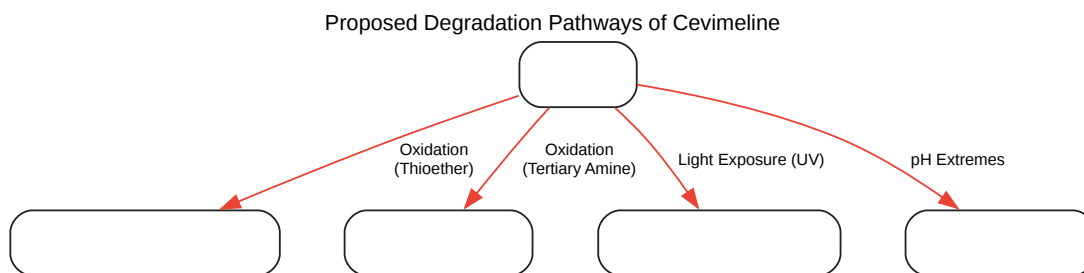 Proposed Degradation Pathways of Cevimeline
Oxidation
(Thioether)
Oxidation
(Tertiary Amine)
Light Exposure (UV)
pH Extremes